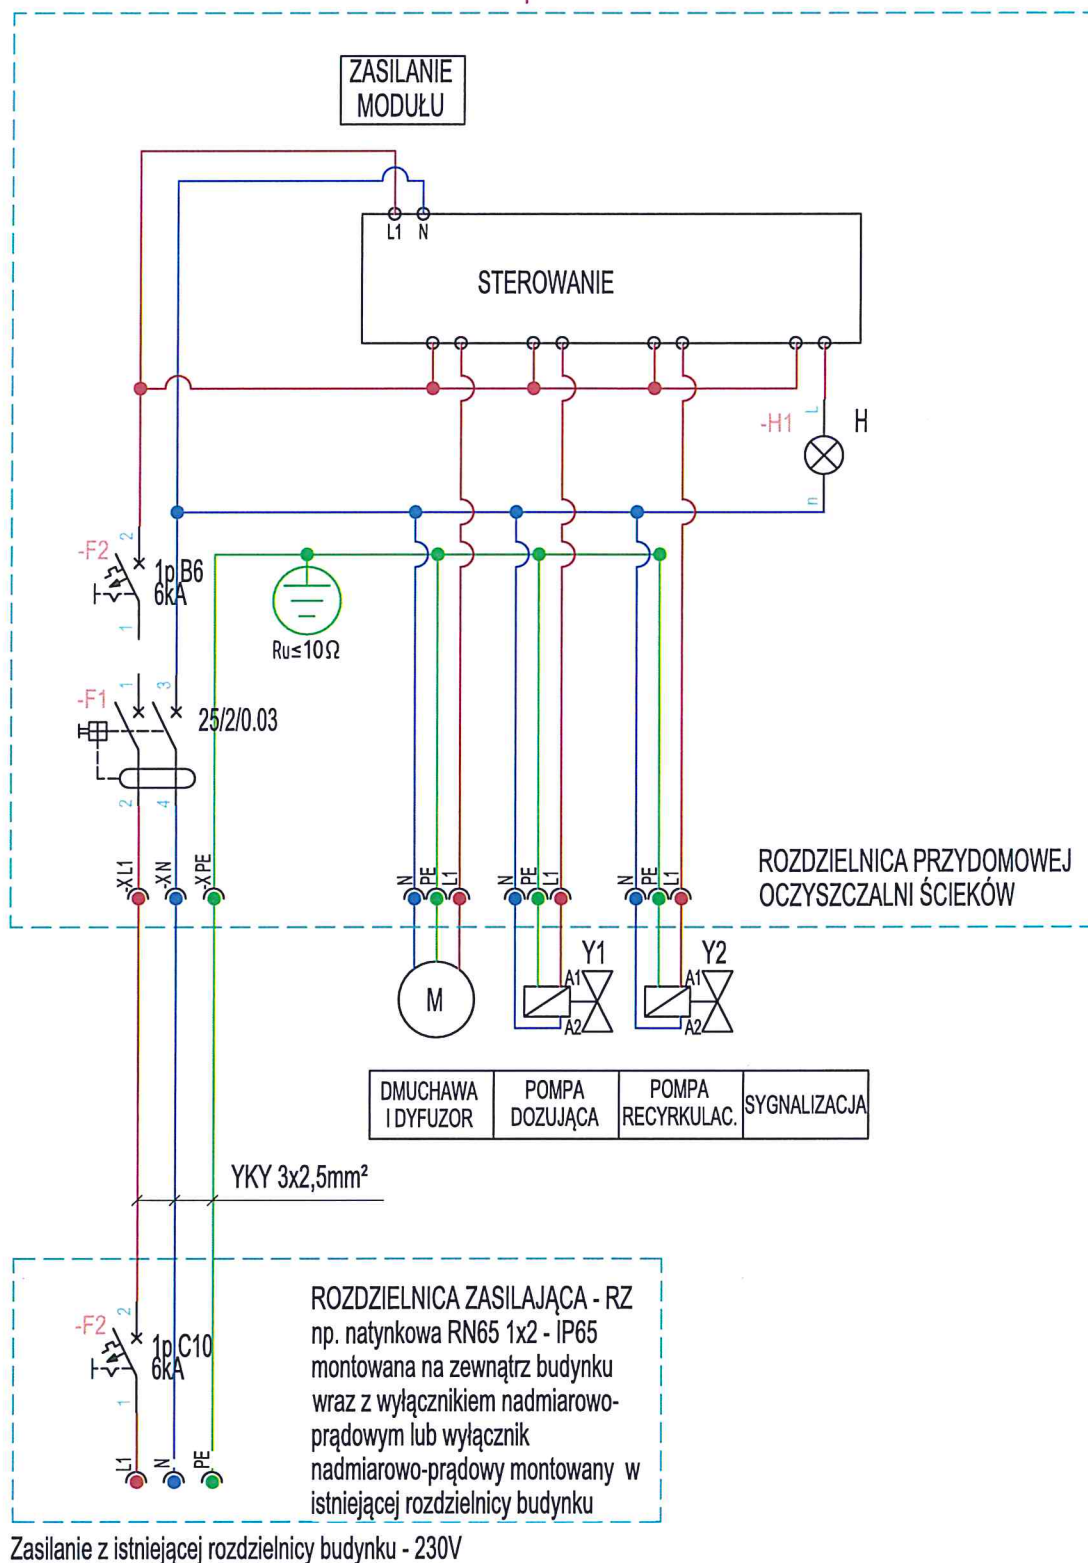 ZASILANIE
MODUŁU
L1 N
STEROWANIE
L
-H1 H
n
2
-F2 1p B6
6kA
1
Ru≤10Ω
1 3
-F1 25/2/0.03
2 4
-X L1 -X N -X PE
N PE L1 N PE L1 N PE L1
ROZDZIELNICA PRZYDOMOWEJ
OCZYSZCZALNI ŚCIEKÓW
Y1 Y2
A1 A1
M
A2 A2
DMUCHAWA
I DYFUZOR
POMPA
DOZUJĄCA
POMPA
RECYRKULAC.
SYGNALIZACJA
YKY 3x2,5mm²
2
-F2 1p C10
6kA
1
L1 N PE
ROZDZIELNICA ZASILAJĄCA - RZ
np. natynkowa RN65 1x2 - IP65
montowana na zewnątrz budynku
wraz z wyłącznikiem nadmiarowo-
prądowym lub wyłącznik
nadmiarowo-prądowy montowany w
istniejącej rozdzielnicy budynku
Zasilanie z istniejącej rozdzielnicy budynku - 230V